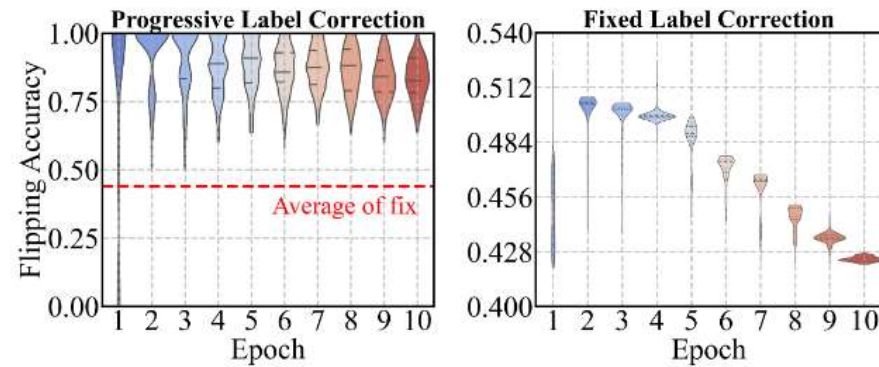 Progressive Label Correction
Flipping Accuracy
1.00
0.75
0.50
0.25
0.00
Average of fix
1 2 3 4 5 6 7 8 9 10
Epoch
Fixed Label Correction
0.540
0.512
0.484
0.456
0.428
0.400
1 2 3 4 5 6 7 8 9 10
Epoch